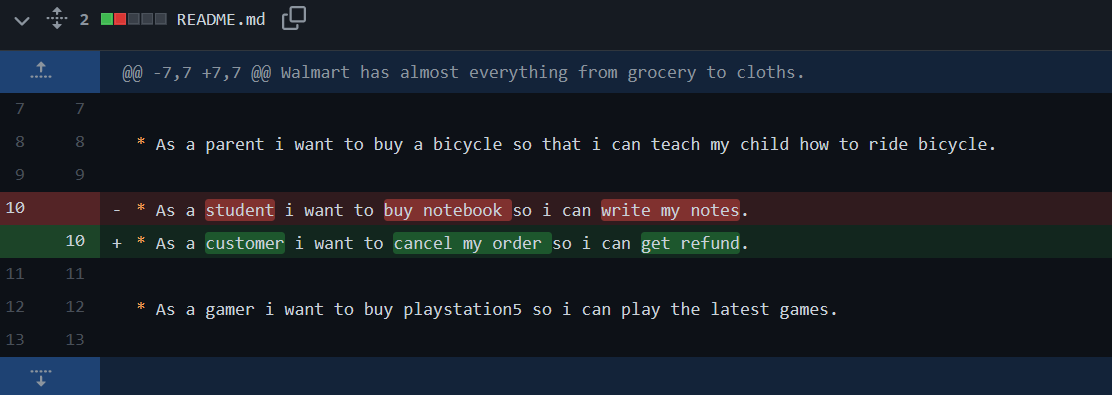 2 README.md
@@ -7,7 +7,7 @@ Walmart has almost everything from grocery to cloths.
7 7
8 8 * As a parent i want to buy a bicycle so that i can teach my child how to ride bicycle.
9 9
10 - * As a student i want to buy notebook so i can write my notes.
10 + * As a customer i want to cancel my order so i can get refund.
11 11
12 12 * As a gamer i want to buy playstation5 so i can play the latest games.
13 13